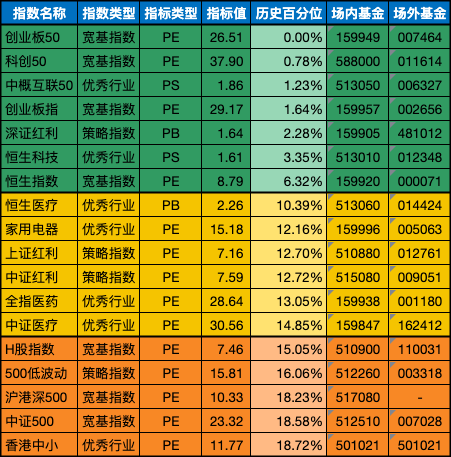 指数名称 指数类型 指标类型 指标值 历史百分位 场内基金 场外基金
创业板50 宽基指数 PE 26.51 0.00% 159949 007464
科创50 宽基指数 PE 37.90 0.78% 588000 011614
中概互联50 优秀行业 PS 1.86 1.23% 513050 006327
创业板指 宽基指数 PE 29.17 1.64% 159957 002656
深证红利 策略指数 PB 1.64 2.28% 159905 481012
恒生科技 优秀行业 PS 1.61 3.35% 513010 012348
恒生指数 宽基指数 PE 8.79 6.32% 159920 000071
恒生医疗 优秀行业 PB 2.26 10.39% 513060 014424
家用电器 优秀行业 PE 15.18 12.16% 159996 005063
上证红利 策略指数 PE 7.16 12.70% 510880 012761
中证红利 策略指数 PE 7.59 12.72% 515080 009051
全指医药 优秀行业 PE 28.64 13.05% 159938 001180
中证医疗 优秀行业 PE 30.56 14.85% 159847 162412
H股指数 宽基指数 PE 7.46 15.05% 510900 110031
500低波动 策略指数 PE 15.81 16.06% 512260 003318
沪港深500 宽基指数 PE 10.33 18.23% 517080 -
中证500 宽基指数 PE 23.32 18.58% 512510 007028
香港中小 优秀行业 PE 11.77 18.72% 501021 501021